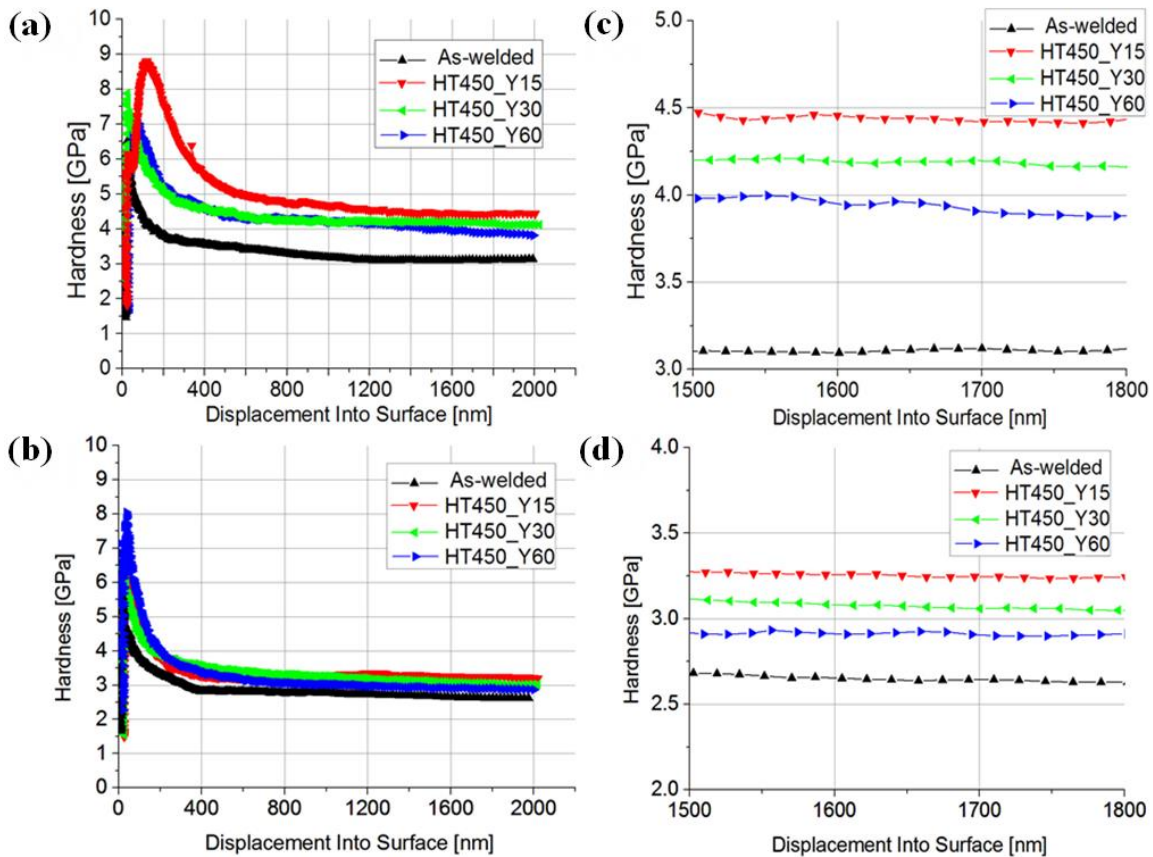 (a)
Hardness [GPa]
10
9
8
7
6
5
4
3
2
1
0
As-welded
HT450_Y15
HT450_Y30
HT450_Y60
0 400 800 1200 1600 2000
Displacement Into Surface [nm]
(c)
Hardness [GPa]
5.0
4.5
4.0
3.5
3.0
As-welded
HT450_Y15
HT450_Y30
HT450_Y60
1500 1600 1700 1800
Displacement Into Surface [nm]
(b)
Hardness [GPa]
10
9
8
7
6
5
4
3
2
1
0
As-welded
HT450_Y15
HT450_Y30
HT450_Y60
0 400 800 1200 1600 2000
Displacement Into Surface [nm]
(d)
Hardness [GPa]
4.0
3.5
3.0
2.5
2.0
As-welded
HT450_Y15
HT450_Y30
HT450_Y60
1500 1600 1700 1800
Displacement Into Surface [nm]